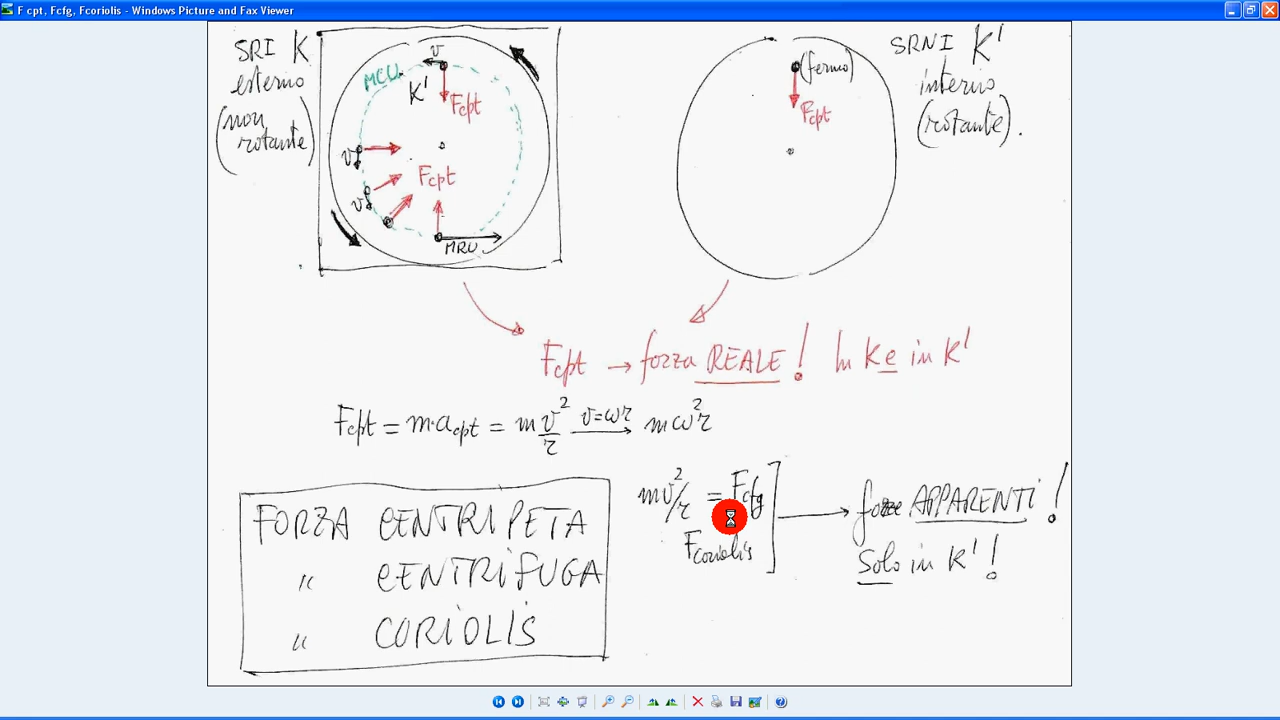 F cpt, Fcfg, Fcoriolis - Windows Picture and Fax Viewer
SRI K
esterno
(non
rotante)
MCU
v
K'
Fcpt
v
Fcpt
v
MRU
SRNI K'
interno
(rotante).
(fermo)
Fcpt
Fcpt → forza REALE! In K e in K'
Fcpt = m·acpt = m v²/r v=ωr → mω²r
mv²/r = Fcfg
Fcoriolis
→ forze APPARENTI!
Solo in K'!
FORZA CENTRIPETA
" CENTRIFUGA
" CORIOLIS